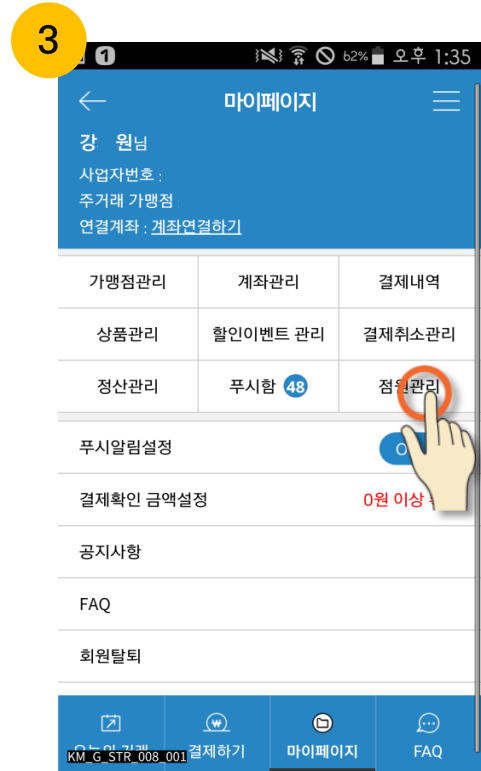 3
1 62% 오후 1:35
마이페이지
강 원님
사업자번호 :
주거래 가맹점
연결계좌 : 계좌연결하기
가맹점관리 계좌관리 결제내역
상품관리 할인이벤트 관리 결제취소관리
정산관리 푸시함 48 점원관리
푸시알림설정
결제확인 금액설정 0원 이상
공지사항
FAQ
회원탈퇴
결제하기 마이페이지 FAQ
KM_G_STR_008_001